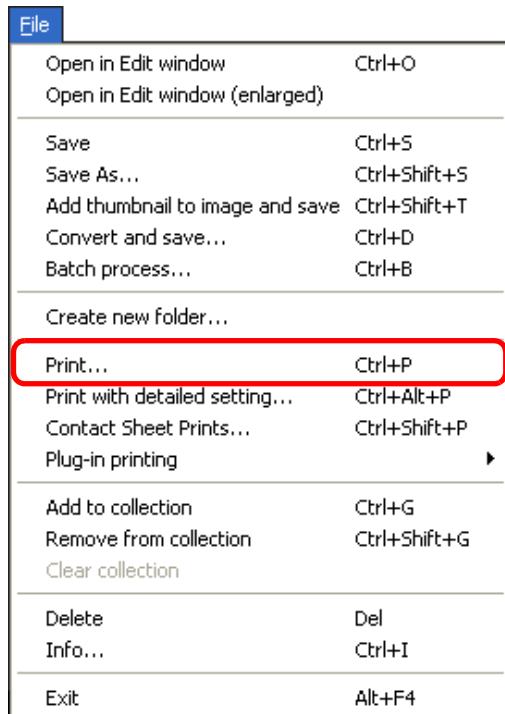 File
Open in Edit window Ctrl+O
Open in Edit window (enlarged)
Save Ctrl+S
Save As... Ctrl+Shift+S
Add thumbnail to image and save Ctrl+Shift+T
Convert and save... Ctrl+D
Batch process... Ctrl+B
Create new folder...
Print... Ctrl+P
Print with detailed setting... Ctrl+Alt+P
Contact Sheet Prints... Ctrl+Shift+P
Plug-in printing
Add to collection Ctrl+G
Remove from collection Ctrl+Shift+G
Clear collection
Delete Del
Info... Ctrl+I
Exit Alt+F4